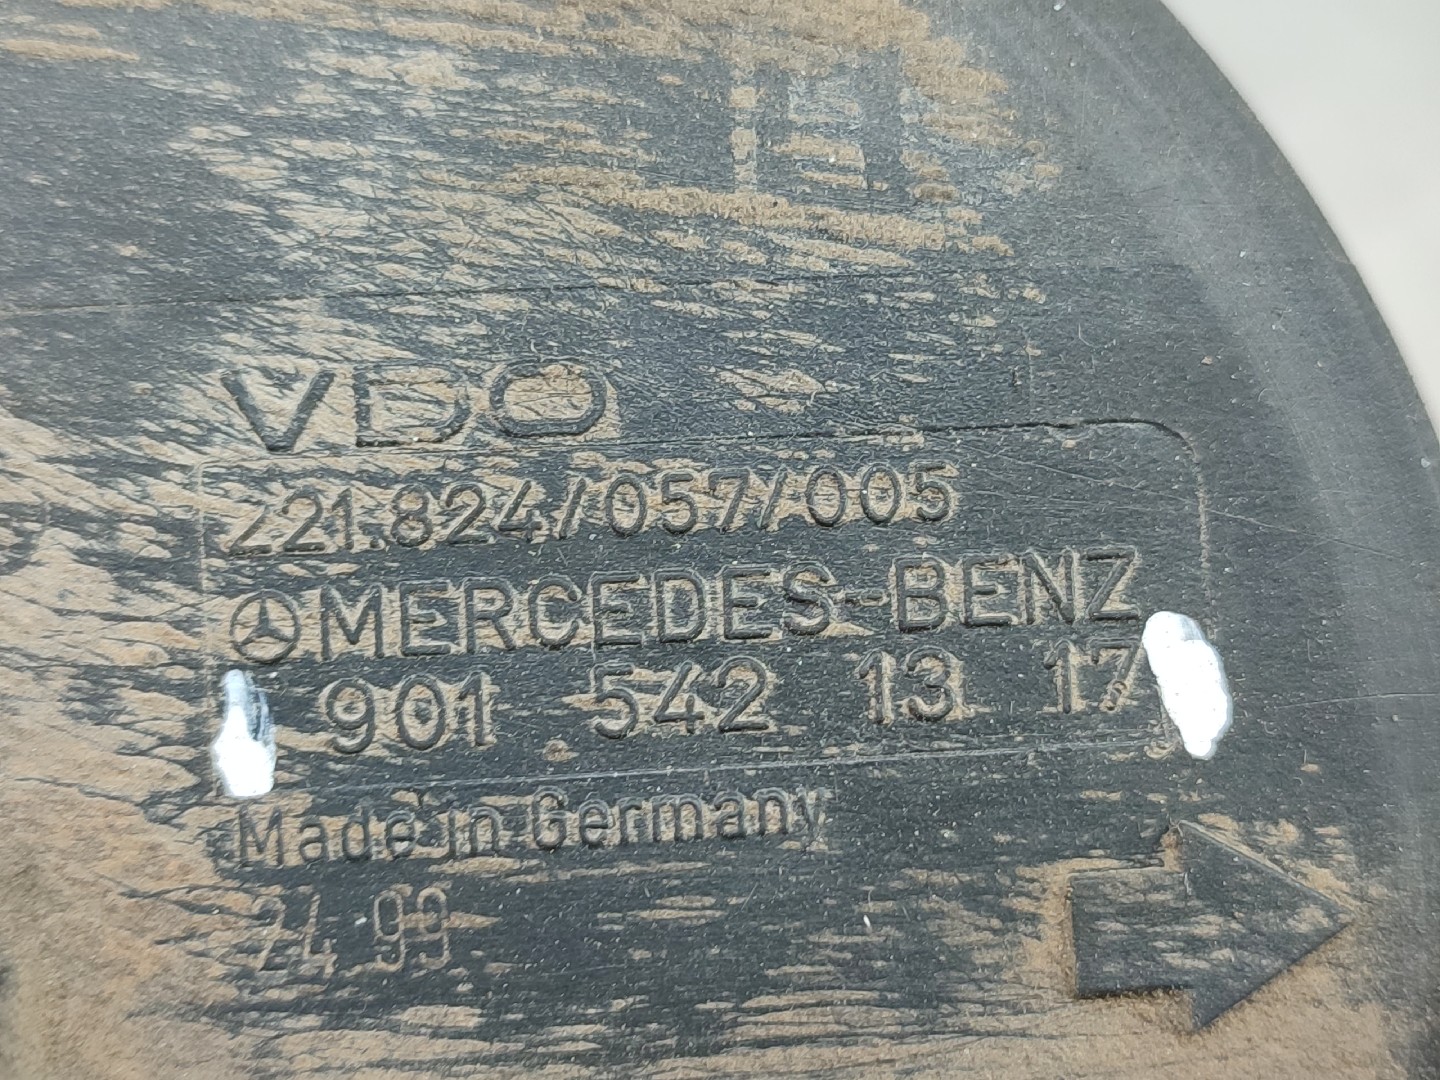 VDO
221.824/057/005
MERCEDES-BENZ
901 542 13 17
Made in Germany
24 99